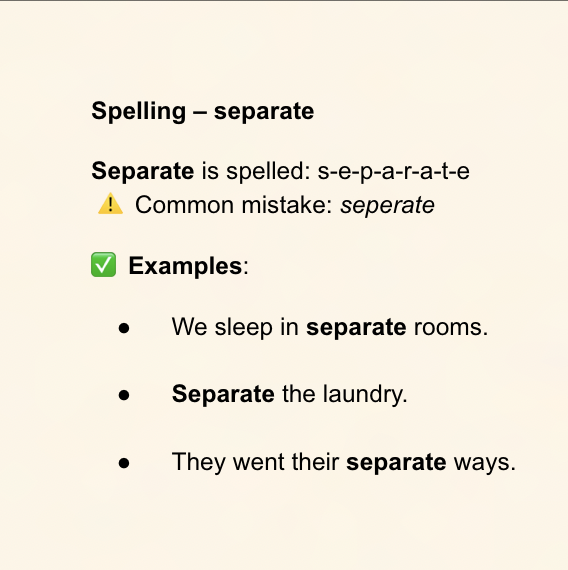 Spelling – separate
Separate is spelled: s-e-p-a-r-a-t-e
⚠️ Common mistake: seperate
✅ Examples:
● We sleep in separate rooms.
● Separate the laundry.
● They went their separate ways.